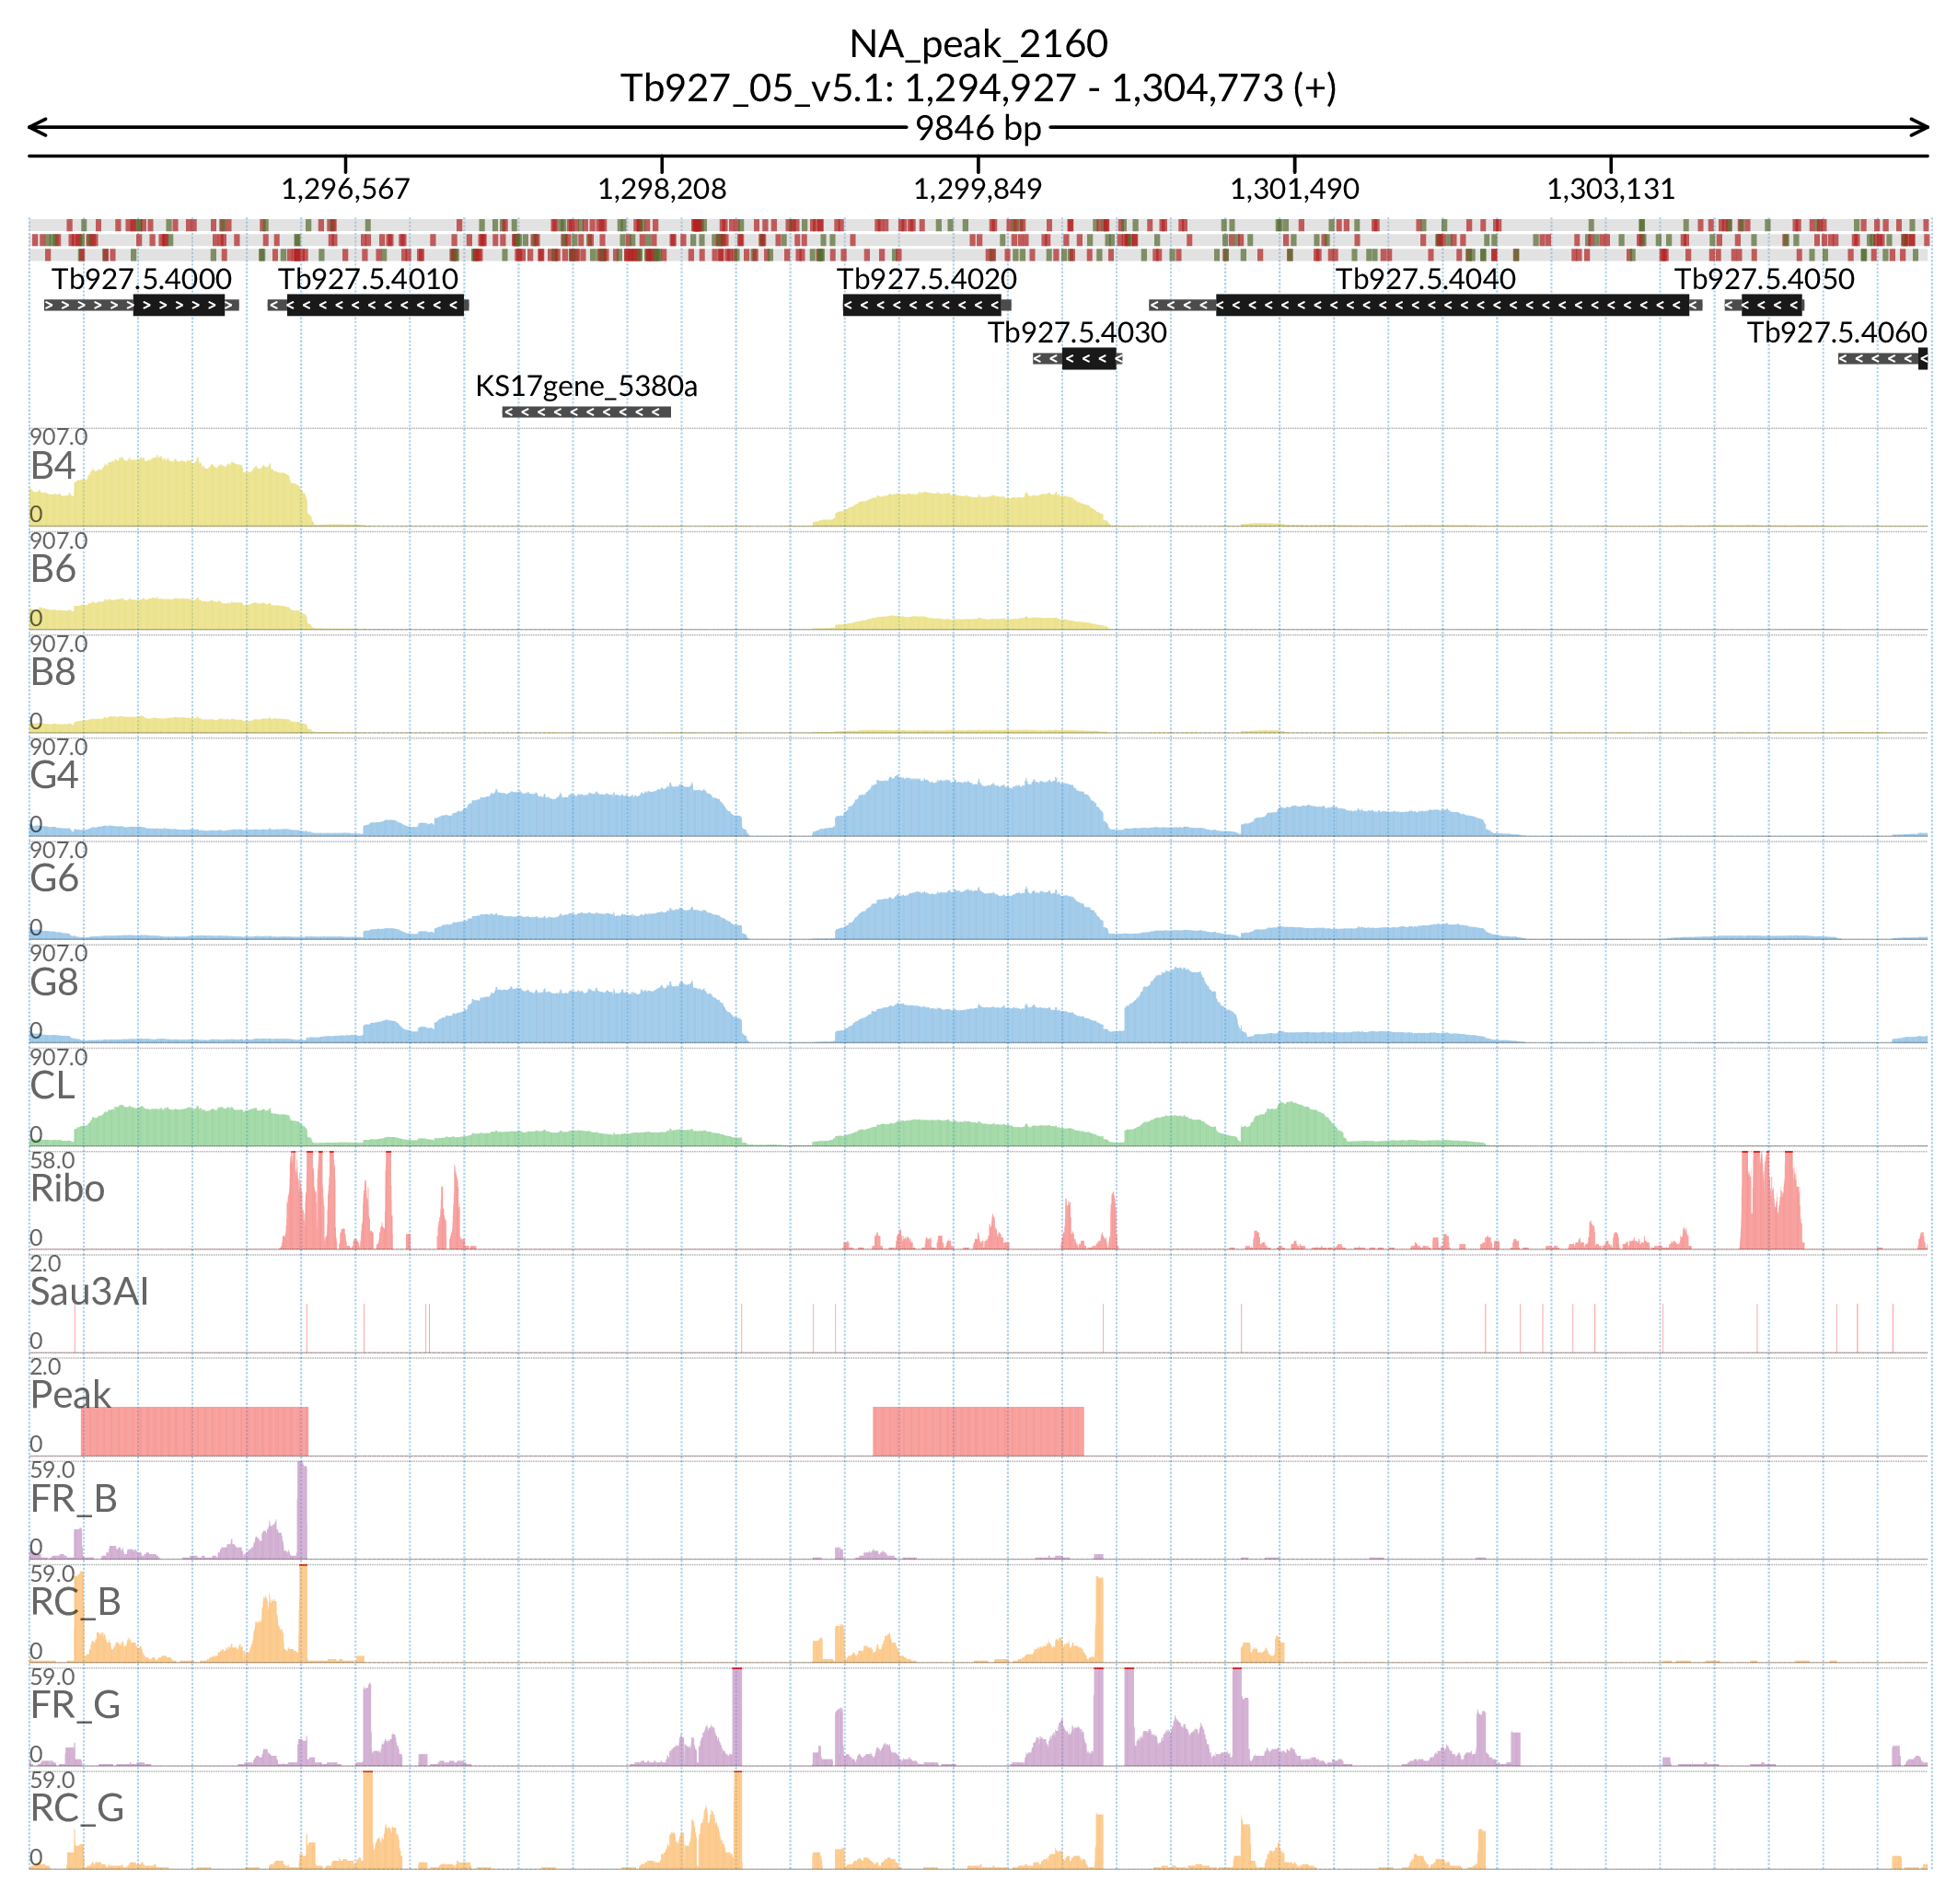 NA_peak_2160
Tb927_05_v5.1: 1,294,927 - 1,304,773 (+)
9846 bp
1,296,567 1,298,208 1,299,849 1,301,490 1,303,131
Tb927.5.4000 Tb927.5.4010 Tb927.5.4020 Tb927.5.4040 Tb927.5.4050
Tb927.5.4030 Tb927.5.4060
KS17gene_5380a
907.0
B4
0
907.0
B6
0
907.0
B8
0
907.0
G4
0
907.0
G6
0
907.0
G8
0
907.0
CL
0
58.0
Ribo
0
2.0
Sau3AI
0
2.0
Peak
0
59.0
FR_B
0
59.0
RC_B
0
59.0
FR_G
0
59.0
RC_G
0